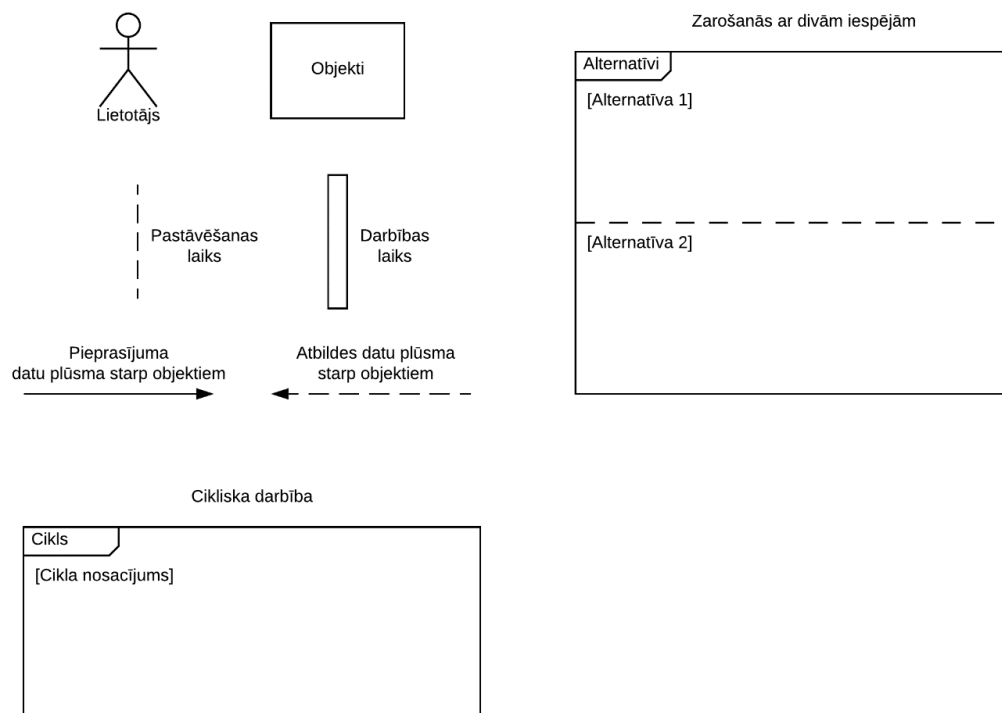 Zarošanās ar divām iespējām
Lietotājs
Objekti
Alternatīvi
[Alternatīva 1]
[Alternatīva 2]
Pastāvēšanas
laiks
Darbības
laiks
Pieprasījuma
datu plūsma starp objektiem
Atbildes datu plūsma
starp objektiem
Cikliska darbība
Cikls
[Cikla nosacījums]